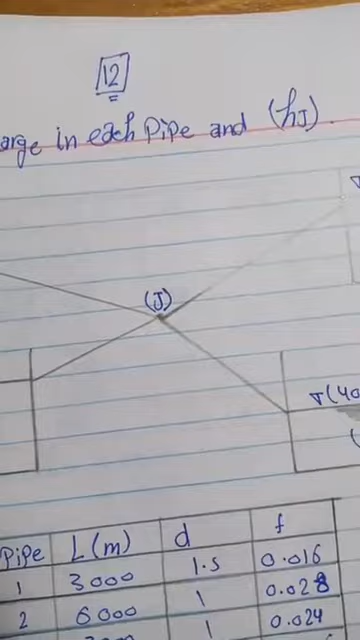 12
in each Pipe and (hJ).
(J)
Pipe L(m) d f
1 3000 1.5 0.016
2 6000 1 0.028
1 0.024